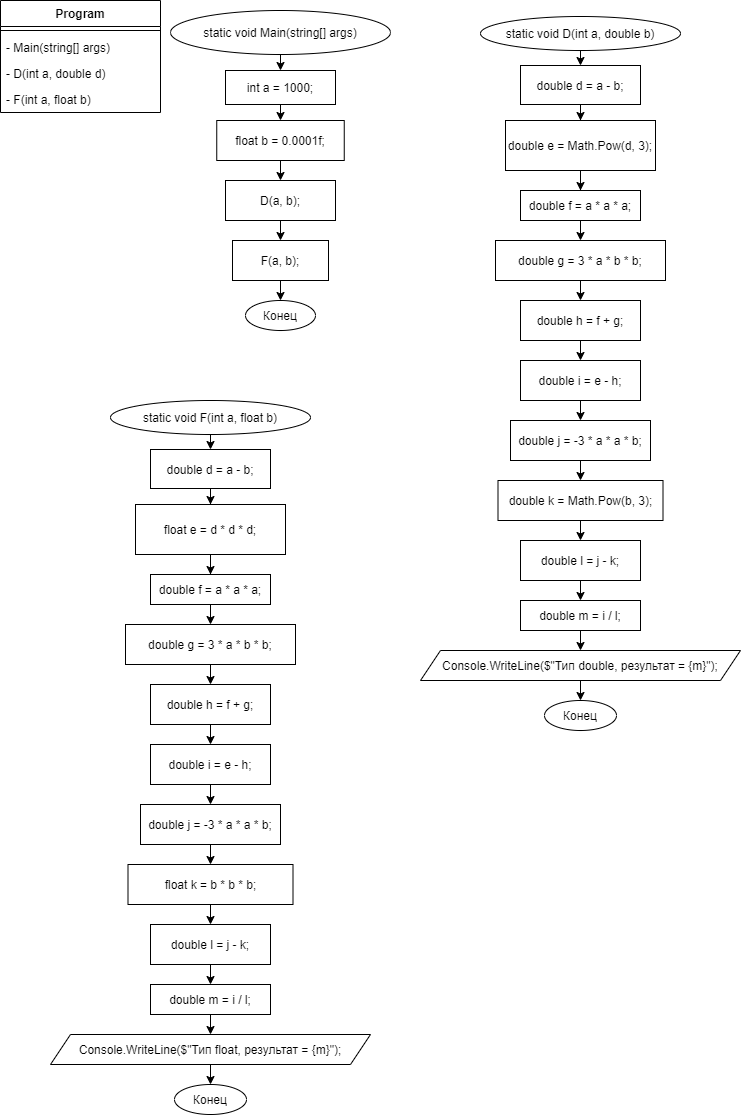 Program
- Main(string[] args)
- D(int a, double d)
- F(int a, float b)
static void Main(string[] args)
int a = 1000;
float b = 0.0001f;
D(a, b);
F(a, b);
Конец
static void D(int a, double b)
double d = a - b;
double e = Math.Pow(d, 3);
double f = a * a * a;
double g = 3 * a * b * b;
double h = f + g;
double i = e - h;
double j = -3 * a * a * b;
double k = Math.Pow(b, 3);
double l = j - k;
double m = i / l;
Console.WriteLine($"Тип double, результат = {m}");
Конец
static void F(int a, float b)
double d = a - b;
float e = d * d * d;
double f = a * a * a;
double g = 3 * a * b * b;
double h = f + g;
double i = e - h;
double j = -3 * a * a * b;
float k = b * b * b;
double l = j - k;
double m = i / l;
Console.WriteLine($"Тип float, результат = {m}");
Конец